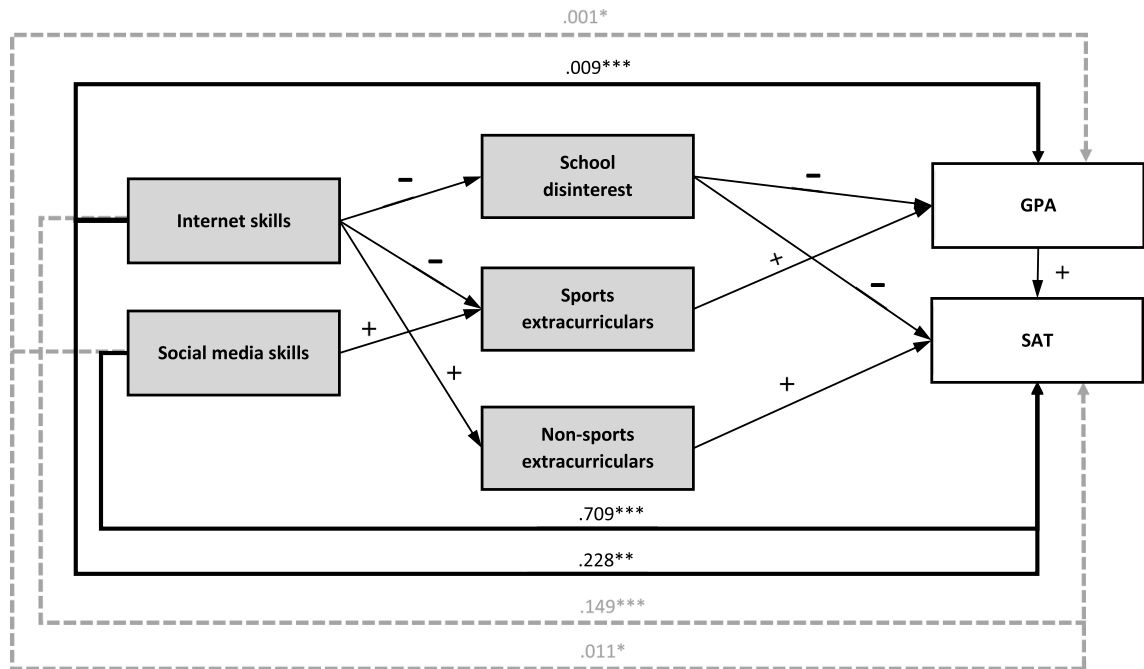 .001*
.009***
School
disinterest
-
-
GPA
Internet skills
-
+
-
+
Sports
extracurriculars
+
Social media skills
SAT
+
+
Non-sports
extracurriculars
.709***
.228**
.149***
.011*